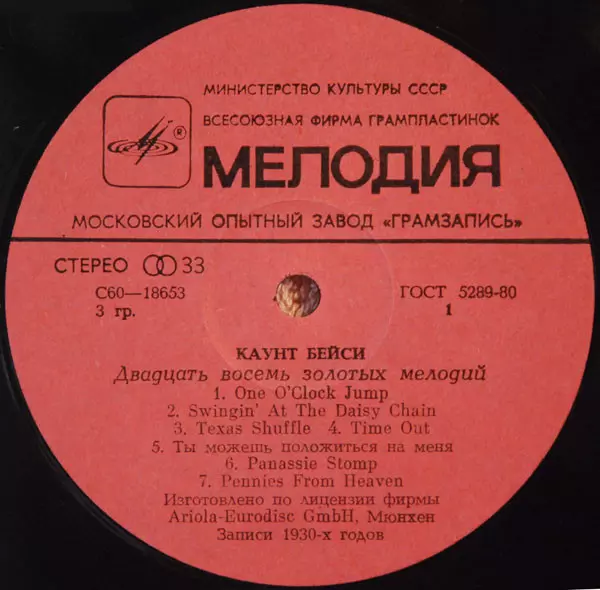 МИНИСТЕРСТВО КУЛЬТУРЫ СССР
ВСЕСОЮЗНАЯ ФИРМА ГРАМПЛАСТИНОК
®
МЕЛОДИЯ
МОСКОВСКИЙ ОПЫТНЫЙ ЗАВОД «ГРАМЗАПИСЬ»
СТЕРЕО 33
С60—18653 ГОСТ 5289-80
3 гр. 1
КАУНТ БЕЙСИ
Двадцать восемь золотых мелодий
1. One O'Clock Jump
2. Swingin' At The Daisy Chain
3. Texas Shuffle 4. Time Out
5. Ты можешь положиться на меня
6. Panassie Stomp
7. Pennies From Heaven
Изготовлено по лицензии фирмы
Ariola-Eurodisc GmbH, Мюнхен
Записи 1930-х годов